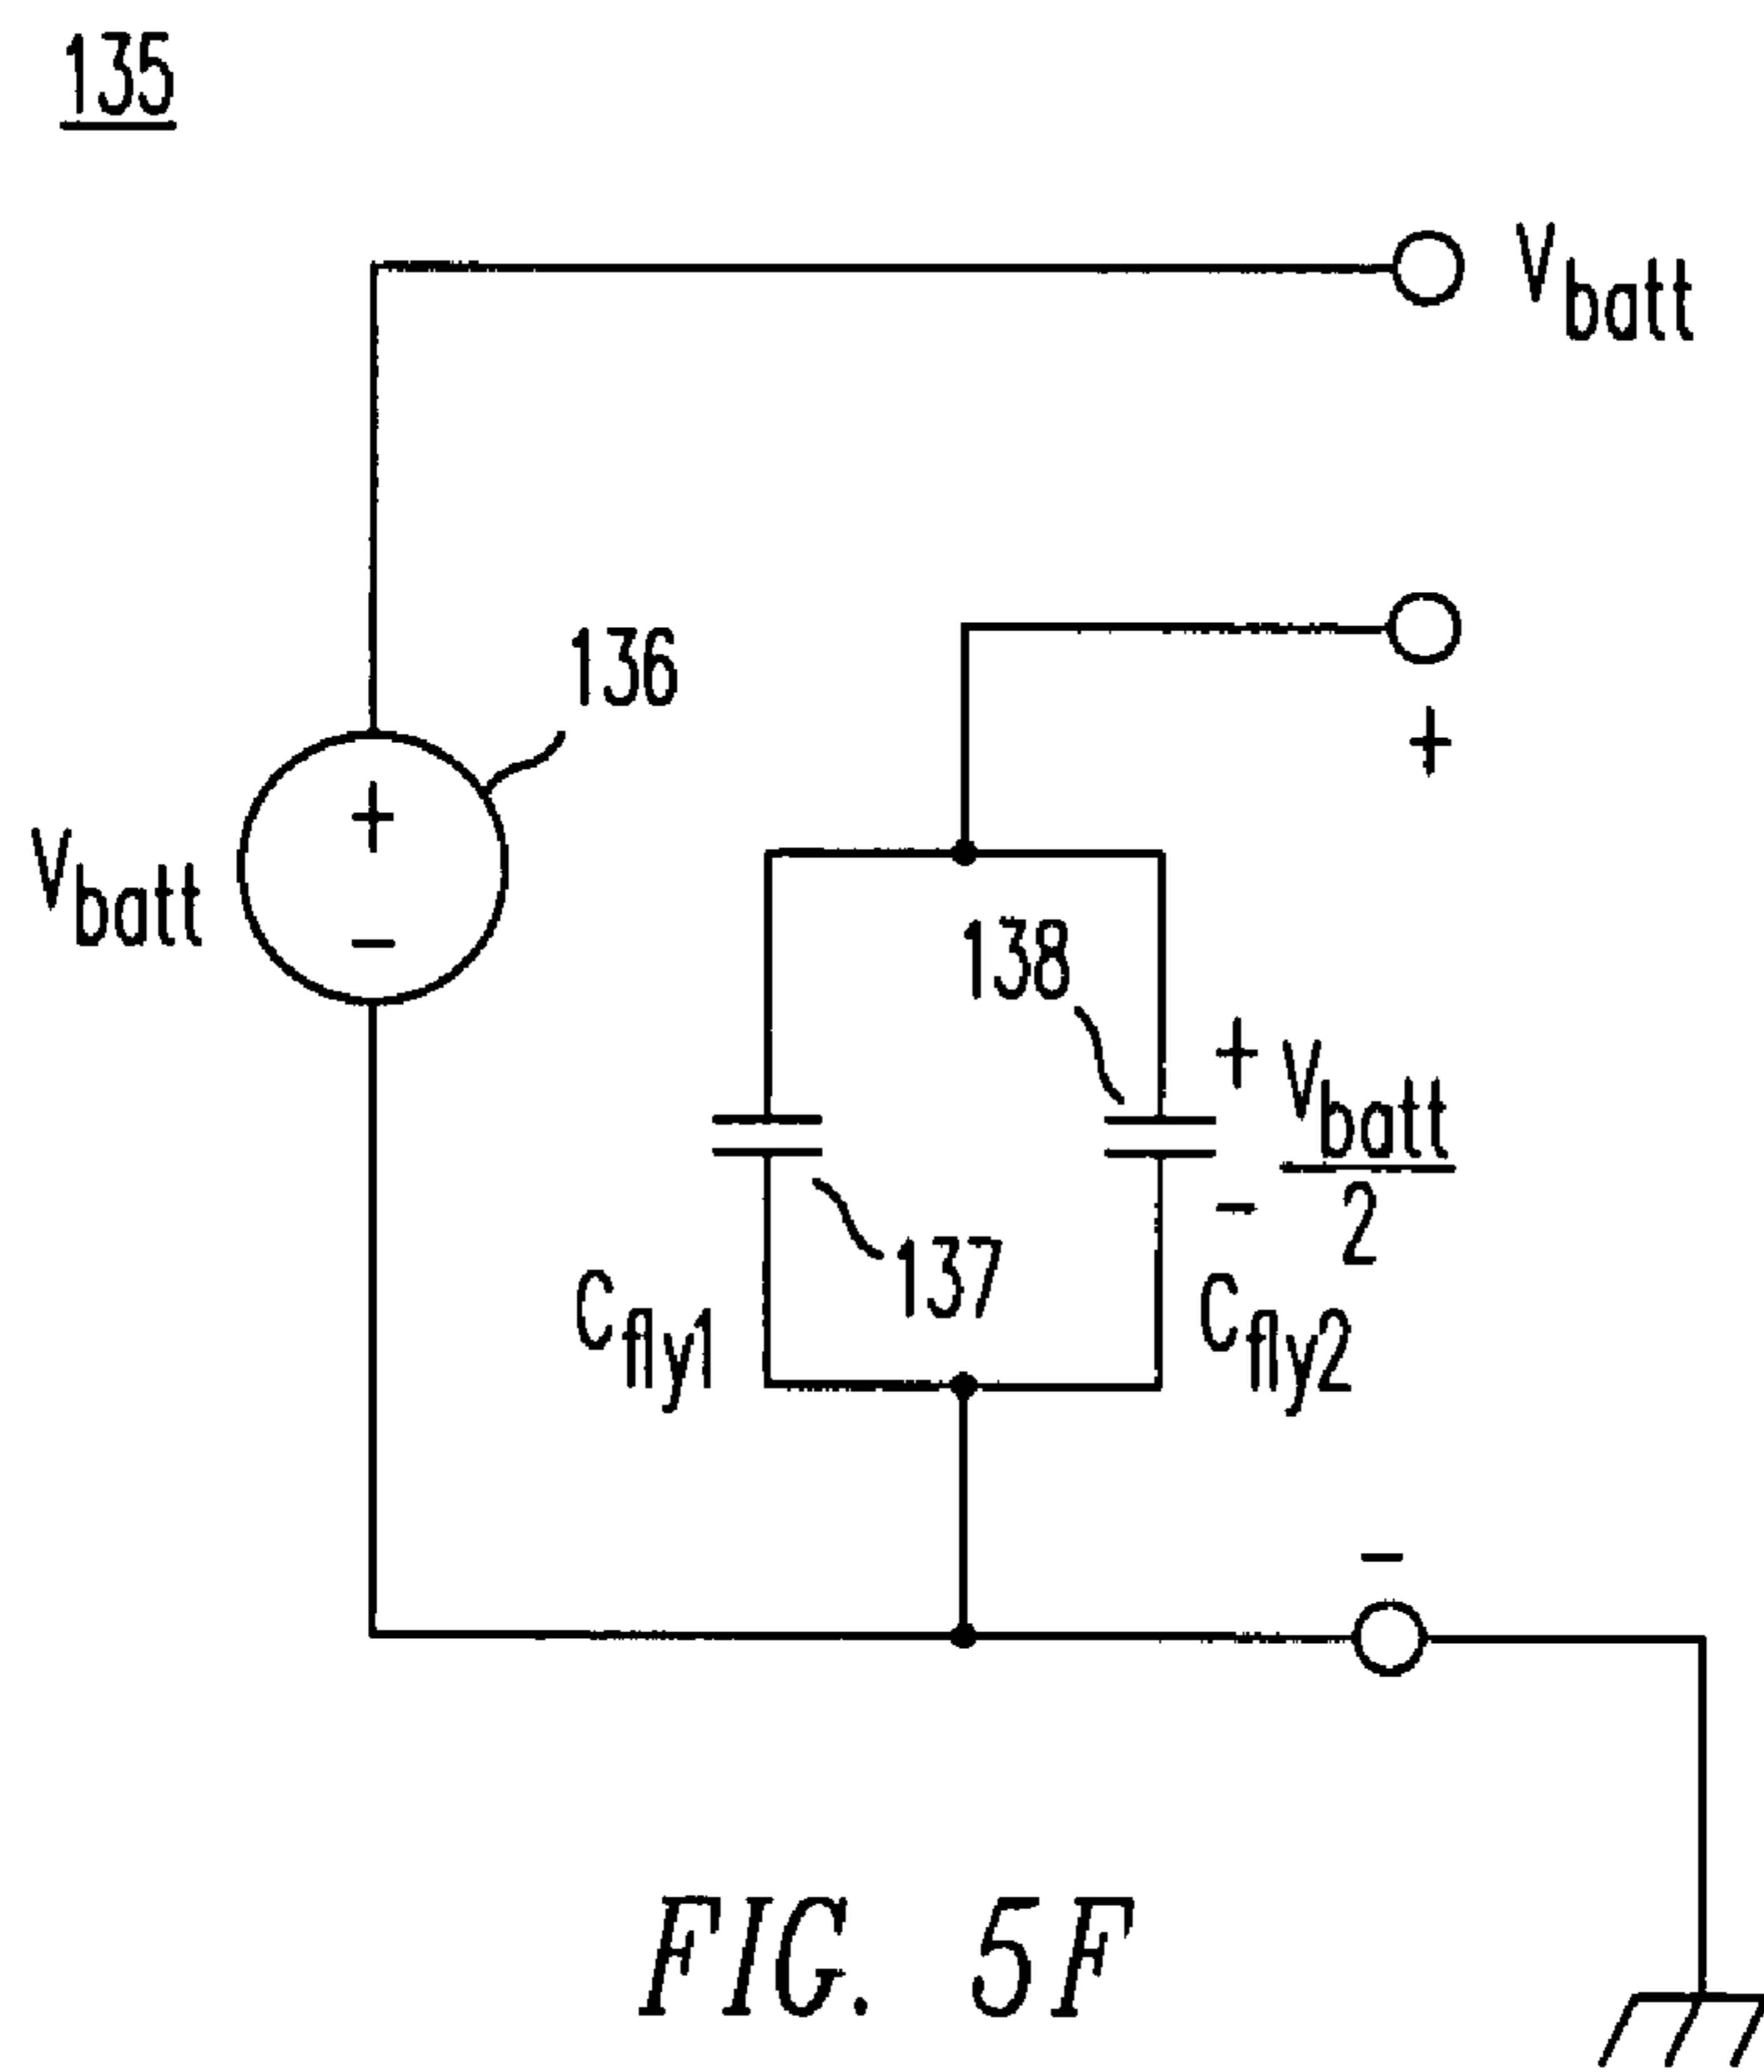 135
Vbatt
136
+
+
Vbatt
−
138
+
Vbatt
2
−
137
Cfly1
Cfly2
−
FIG. 5F